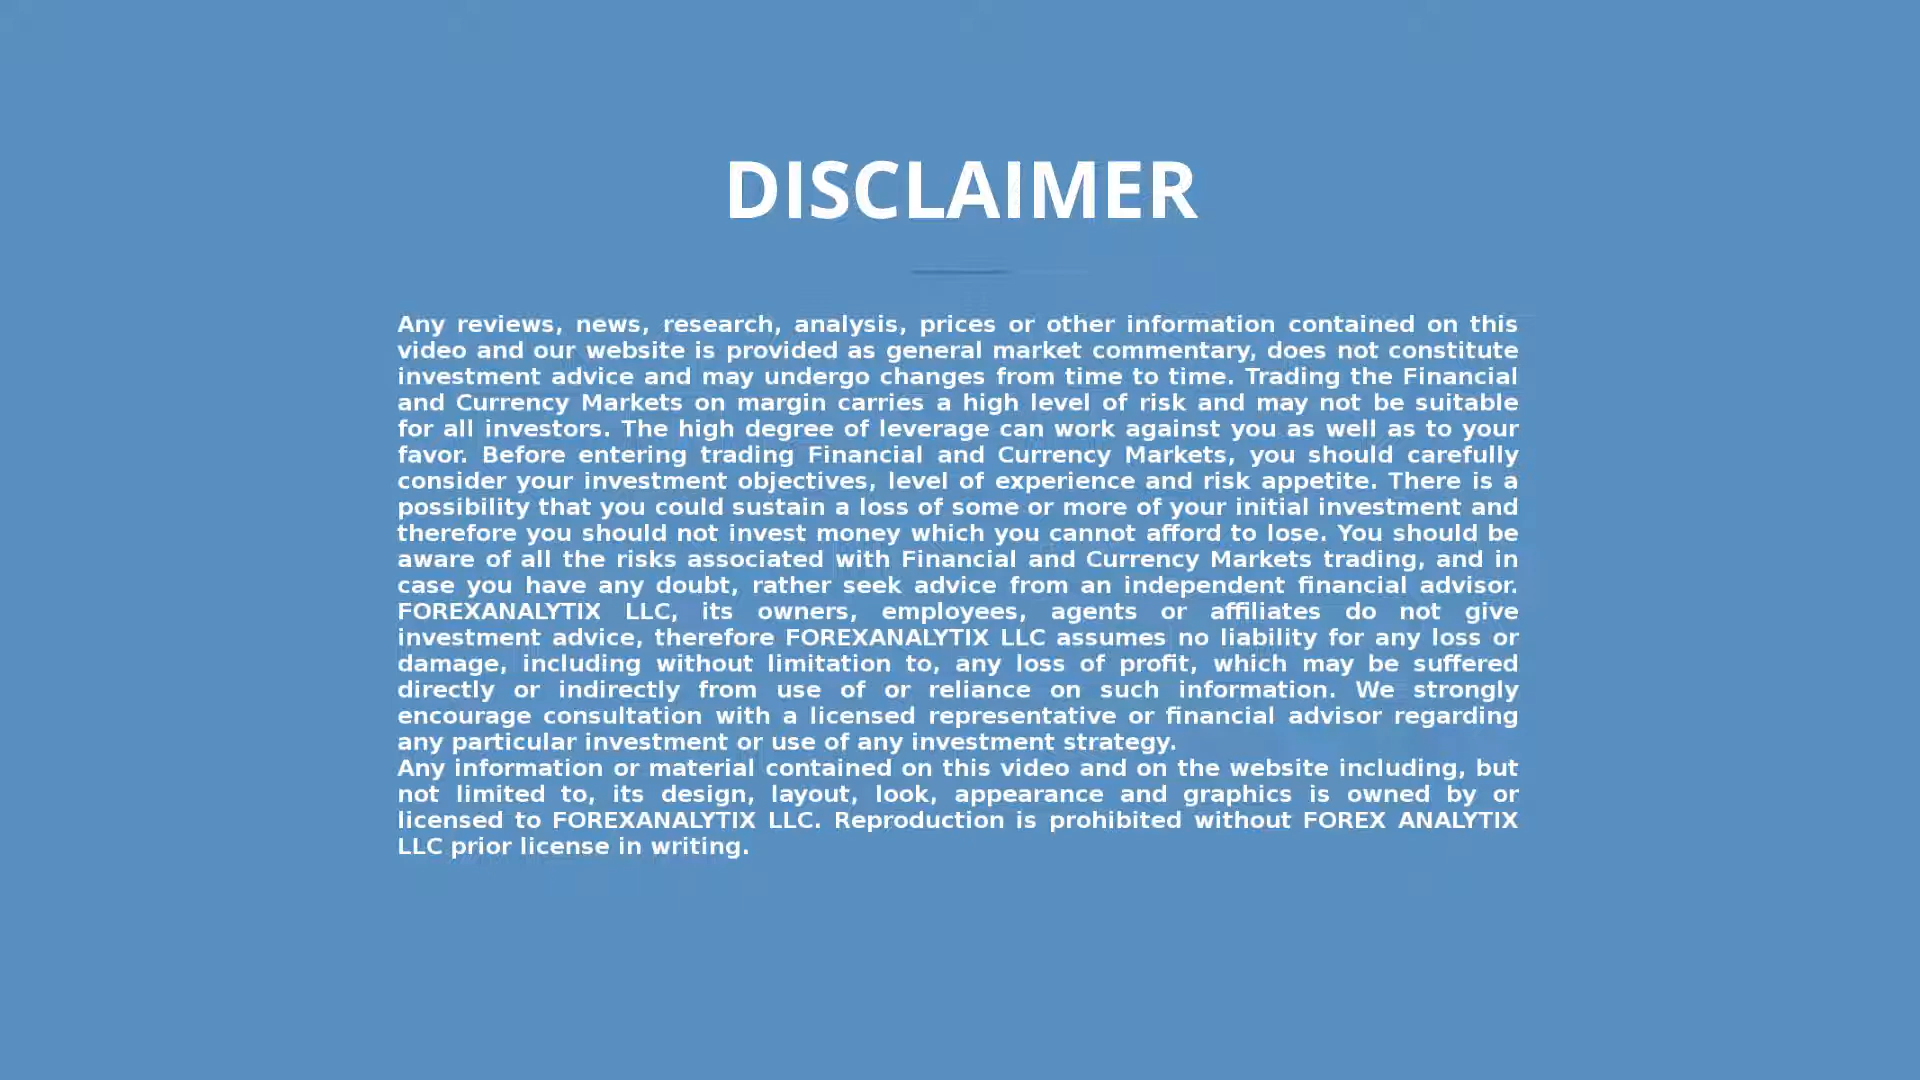 DISCLAIMER
Any reviews, news, research, analysis, prices or other information contained on this
video and our website is provided as general market commentary, does not constitute
investment advice and may undergo changes from time to time. Trading the Financial
and Currency Markets on margin carries a high level of risk and may not be suitable
for all investors. The high degree of leverage can work against you as well as to your
favor. Before entering trading Financial and Currency Markets, you should carefully
consider your investment objectives, level of experience and risk appetite. There is a
possibility that you could sustain a loss of some or more of your initial investment and
therefore you should not invest money which you cannot afford to lose. You should be
aware of all the risks associated with Financial and Currency Markets trading, and in
case you have any doubt, rather seek advice from an independent financial advisor.
FOREXANALYTIX LLC, its owners, employees, agents or affiliates do not give
investment advice, therefore FOREXANALYTIX LLC assumes no liability for any loss or
damage, including without limitation to, any loss of profit, which may be suffered
directly or indirectly from use of or reliance on such information. We strongly
encourage consultation with a licensed representative or financial advisor regarding
any particular investment or use of any investment strategy.
Any information or material contained on this video and on the website including, but
not limited to, its design, layout, look, appearance and graphics is owned by or
licensed to FOREXANALYTIX LLC. Reproduction is prohibited without FOREX ANALYTIX
LLC prior license in writing.